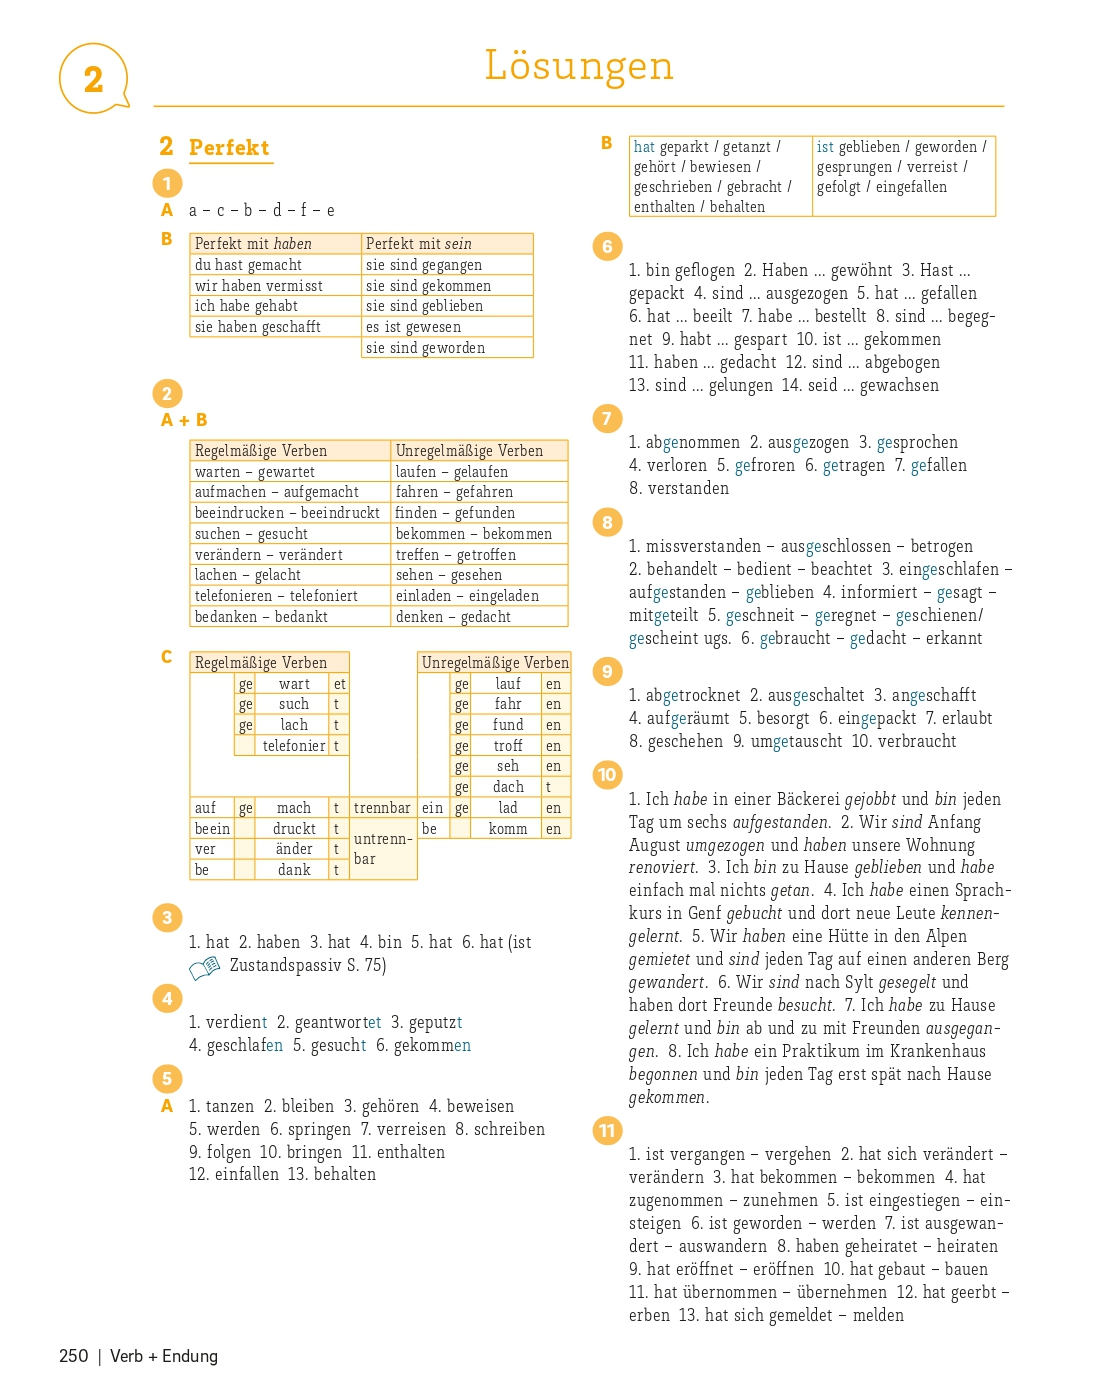 2
Lösungen
2 Perfekt
1
A a – c – b – d – f – e
B
Perfekt mit haben Perfekt mit sein
du hast gemacht sie sind gegangen
wir haben vermisst sie sind gekommen
ich habe gehabt sie sind geblieben
sie haben geschafft es ist gewesen
sie sind geworden
2
A + B
Regelmäßige Verben Unregelmäßige Verben
warten – gewartet laufen – gelaufen
aufmachen – aufgemacht fahren – gefahren
beeindrucken – beeindruckt finden – gefunden
suchen – gesucht bekommen – bekommen
verändern – verändert treffen – getroffen
lachen – gelacht sehen – gesehen
telefonieren – telefoniert einladen – eingeladen
bedanken – bedankt denken – gedacht
C
Regelmäßige Verben Unregelmäßige Verben
ge wart et ge lauf en
ge such t ge fahr en
ge lach t ge fund en
telefonier t ge troff en
ge seh en
ge dach t
auf ge mach t trennbar ein ge lad en
beein druckt t untrenn- be komm en
ver änder t bar
be dank t
3
1. hat 2. haben 3. hat 4. bin 5. hat 6. hat (ist
Zustandspassiv S. 75)
4
1. verdient 2. geantwortet 3. geputzt
4. geschlafen 5. gesucht 6. gekommen
5
A 1. tanzen 2. bleiben 3. gehören 4. beweisen
5. werden 6. springen 7. verreisen 8. schreiben
9. folgen 10. bringen 11. enthalten
12. einfallen 13. behalten
B
hat geparkt / getanzt / ist geblieben / geworden /
gehört / bewiesen / gesprungen / verreist /
geschrieben / gebracht / gefolgt / eingefallen
enthalten / behalten
6
1. bin geflogen 2. Haben ... gewöhnt 3. Hast ...
gepackt 4. sind ... ausgezogen 5. hat ... gefallen
6. hat ... beeilt 7. habe ... bestellt 8. sind ... begeg-
net 9. habt ... gespart 10. ist ... gekommen
11. haben ... gedacht 12. sind ... abgebogen
13. sind ... gelungen 14. seid ... gewachsen
7
1. abgenommen 2. ausgezogen 3. gesprochen
4. verloren 5. gefroren 6. getragen 7. gefallen
8. verstanden
8
1. missverstanden – ausgeschlossen – betrogen
2. behandelt – bedient – beachtet 3. eingeschlafen –
aufgestanden – geblieben 4. informiert – gesagt –
mitgeteilt 5. geschneit – geregnet – geschienen/
gescheint ugs. 6. gebraucht – gedacht – erkannt
9
1. abgetrocknet 2. ausgeschaltet 3. angeschafft
4. aufgeräumt 5. besorgt 6. eingepackt 7. erlaubt
8. geschehen 9. umgetauscht 10. verbraucht
10
1. Ich habe in einer Bäckerei gejobbt und bin jeden
Tag um sechs aufgestanden. 2. Wir sind Anfang
August umgezogen und haben unsere Wohnung
renoviert. 3. Ich bin zu Hause geblieben und habe
einfach mal nichts getan. 4. Ich habe einen Sprach-
kurs in Genf gebucht und dort neue Leute kennen-
gelernt. 5. Wir haben eine Hütte in den Alpen
gemietet und sind jeden Tag auf einen anderen Berg
gewandert. 6. Wir sind nach Sylt gesegelt und
haben dort Freunde besucht. 7. Ich habe zu Hause
gelernt und bin ab und zu mit Freunden ausgegan-
gen. 8. Ich habe ein Praktikum im Krankenhaus
begonnen und bin jeden Tag erst spät nach Hause
gekommen.
11
1. ist vergangen – vergehen 2. hat sich verändert –
verändern 3. hat bekommen – bekommen 4. hat
zugenommen – zunehmen 5. ist eingestiegen – ein-
steigen 6. ist geworden – werden 7. ist ausgewan-
dert – auswandern 8. haben geheiratet – heiraten
9. hat eröffnet – eröffnen 10. hat gebaut – bauen
11. hat übernommen – übernehmen 12. hat geerbt –
erben 13. hat sich gemeldet – melden
250 | Verb + Endung